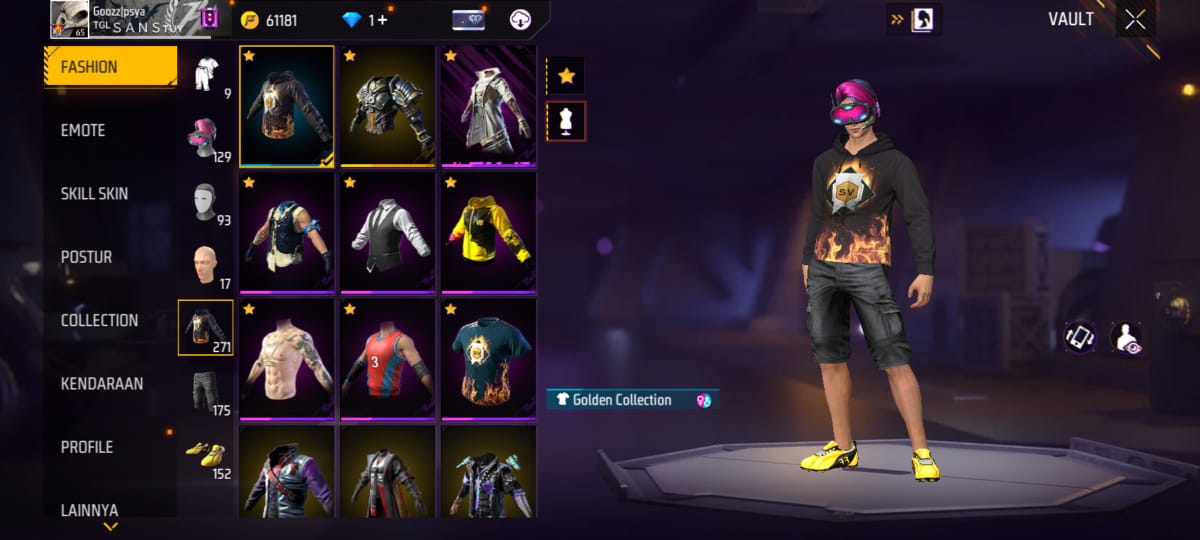 Goozz|psya
TGL SANSTUY
65
61181
1+
VAULT
FASHION
EMOTE
SKILL SKIN
POSTUR
COLLECTION
KENDARAAN
PROFILE
LAINNYA
9
129
93
17
271
175
152
3
SV
Golden Collection